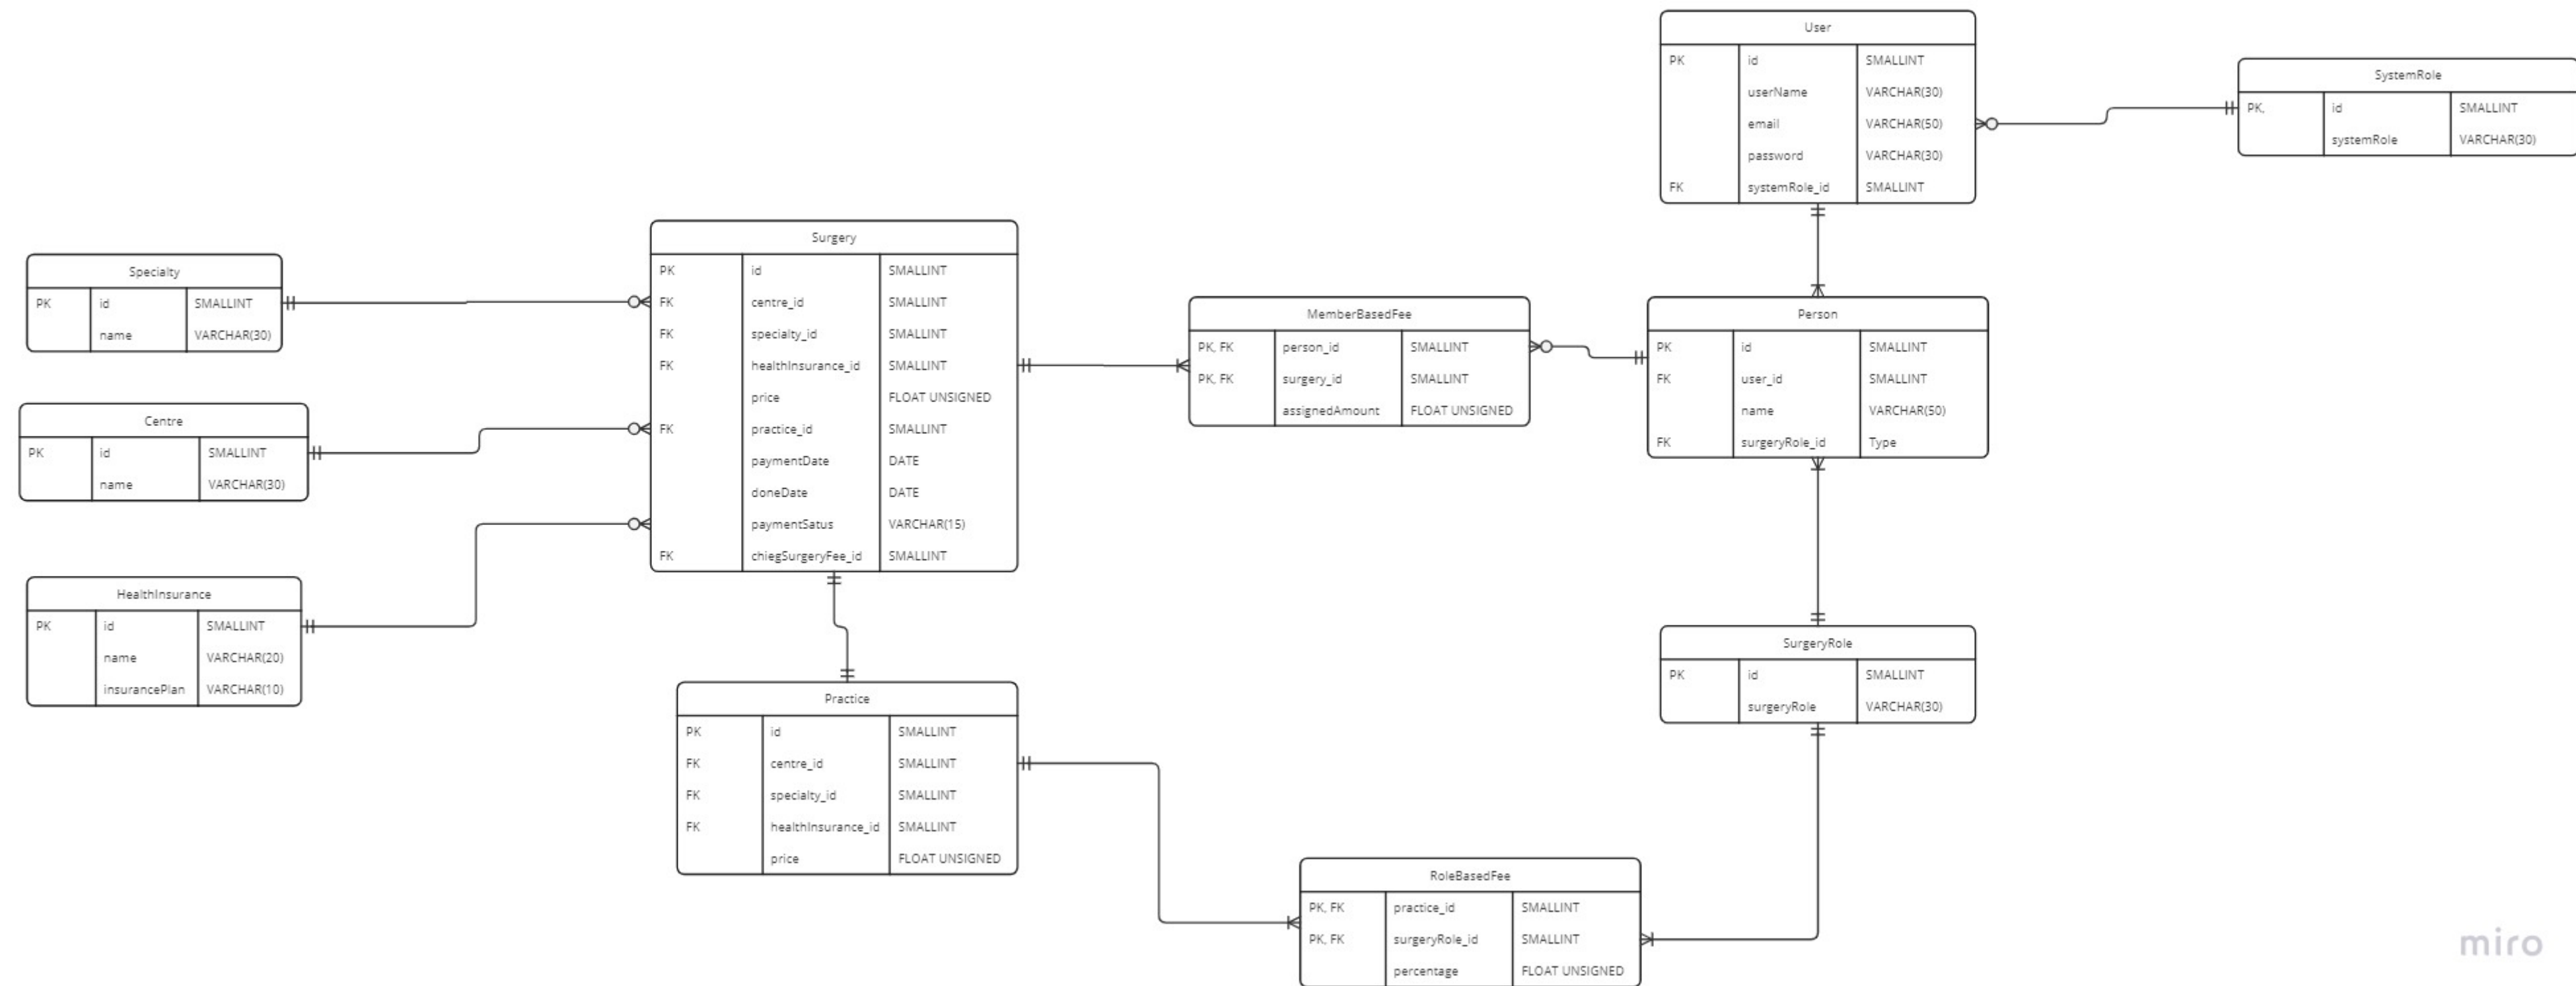 User
PK id SMALLINT
userName VARCHAR(30)
email VARCHAR(50)
password VARCHAR(30)
FK systemRole_id SMALLINT
SystemRole
PK, id SMALLINT
systemRole VARCHAR(30)
Surgery
PK id SMALLINT
FK centre_id SMALLINT
FK specialty_id SMALLINT
FK healthInsurance_id SMALLINT
price FLOAT UNSIGNED
FK practice_id SMALLINT
paymentDate DATE
doneDate DATE
paymentSatus VARCHAR(15)
FK chiegSurgeryFee_id SMALLINT
Specialty
PK id SMALLINT
name VARCHAR(30)
Centre
PK id SMALLINT
name VARCHAR(30)
HealthInsurance
PK id SMALLINT
name VARCHAR(20)
insurancePlan VARCHAR(10)
MemberBasedFee
PK, FK person_id SMALLINT
PK, FK surgery_id SMALLINT
assignedAmount FLOAT UNSIGNED
Person
PK id SMALLINT
FK user_id SMALLINT
name VARCHAR(50)
FK surgeryRole_id Type
SurgeryRole
PK id SMALLINT
surgeryRole VARCHAR(30)
Practice
PK id SMALLINT
FK centre_id SMALLINT
FK specialty_id SMALLINT
FK healthInsurance_id SMALLINT
price FLOAT UNSIGNED
RoleBasedFee
PK, FK practice_id SMALLINT
PK, FK surgeryRole_id SMALLINT
percentage FLOAT UNSIGNED
miro